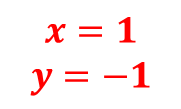 x = 1
y = −1